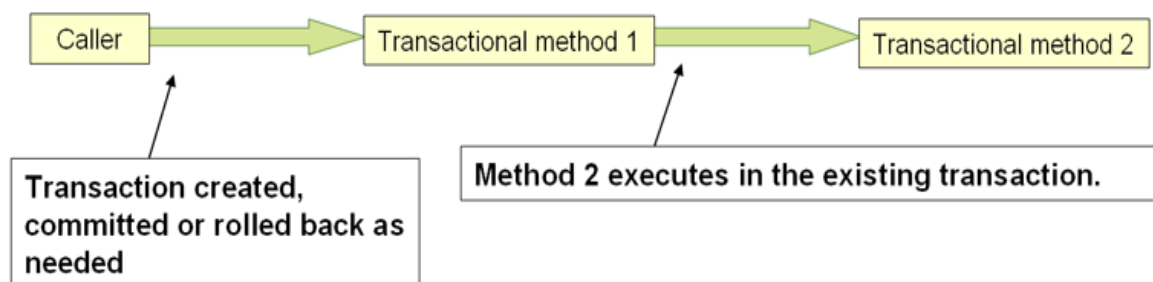 Caller
Transactional method 1
Transactional method 2
Transaction created,
committed or rolled back as
needed
Method 2 executes in the existing transaction.